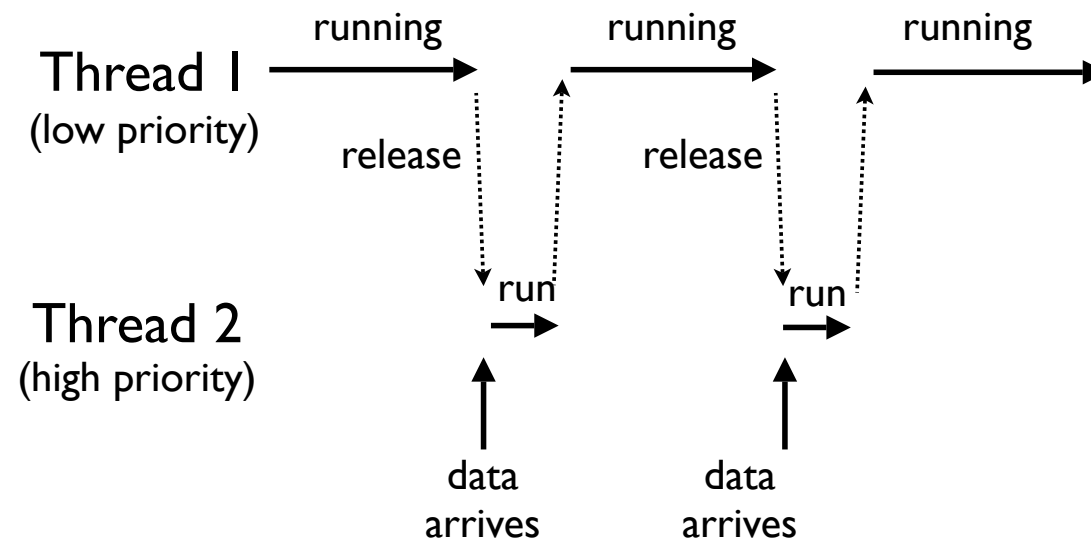 running
running
running
Thread 1
(low priority)
release
release
run
run
Thread 2
(high priority)
data
arrives
data
arrives